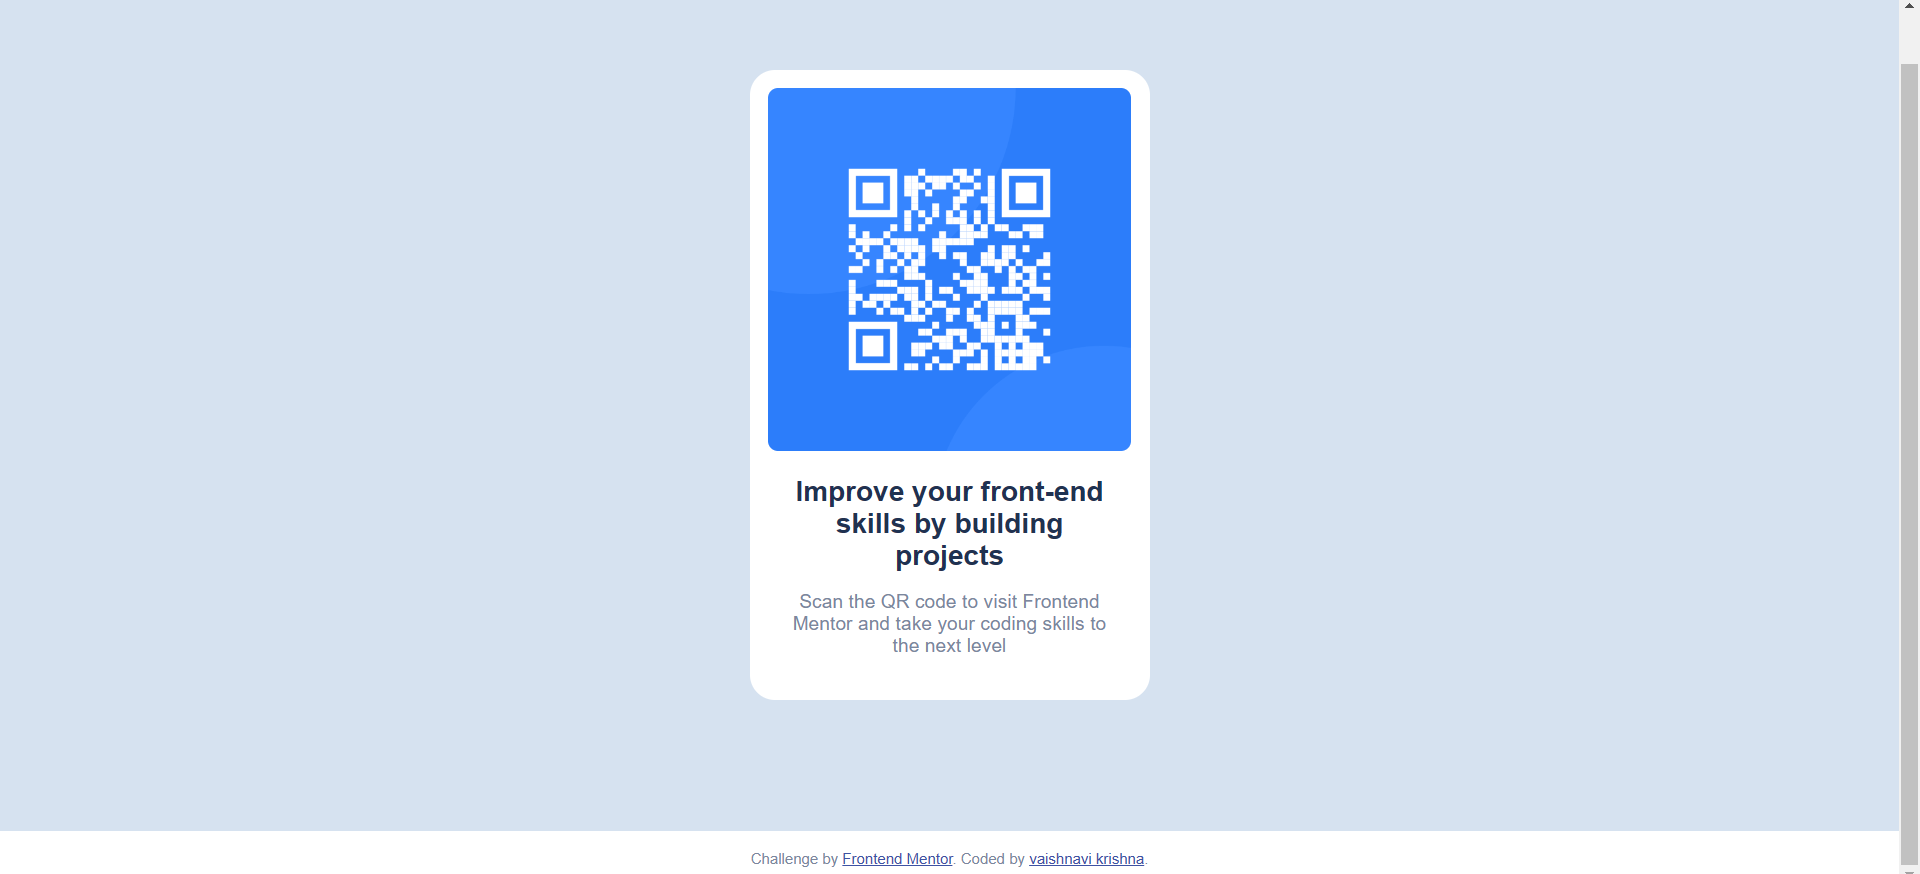 Improve your front-end
skills by building
projects
Scan the QR code to visit Frontend
Mentor and take your coding skills to
the next level
Challenge by Frontend Mentor. Coded by vaishnavi krishna.